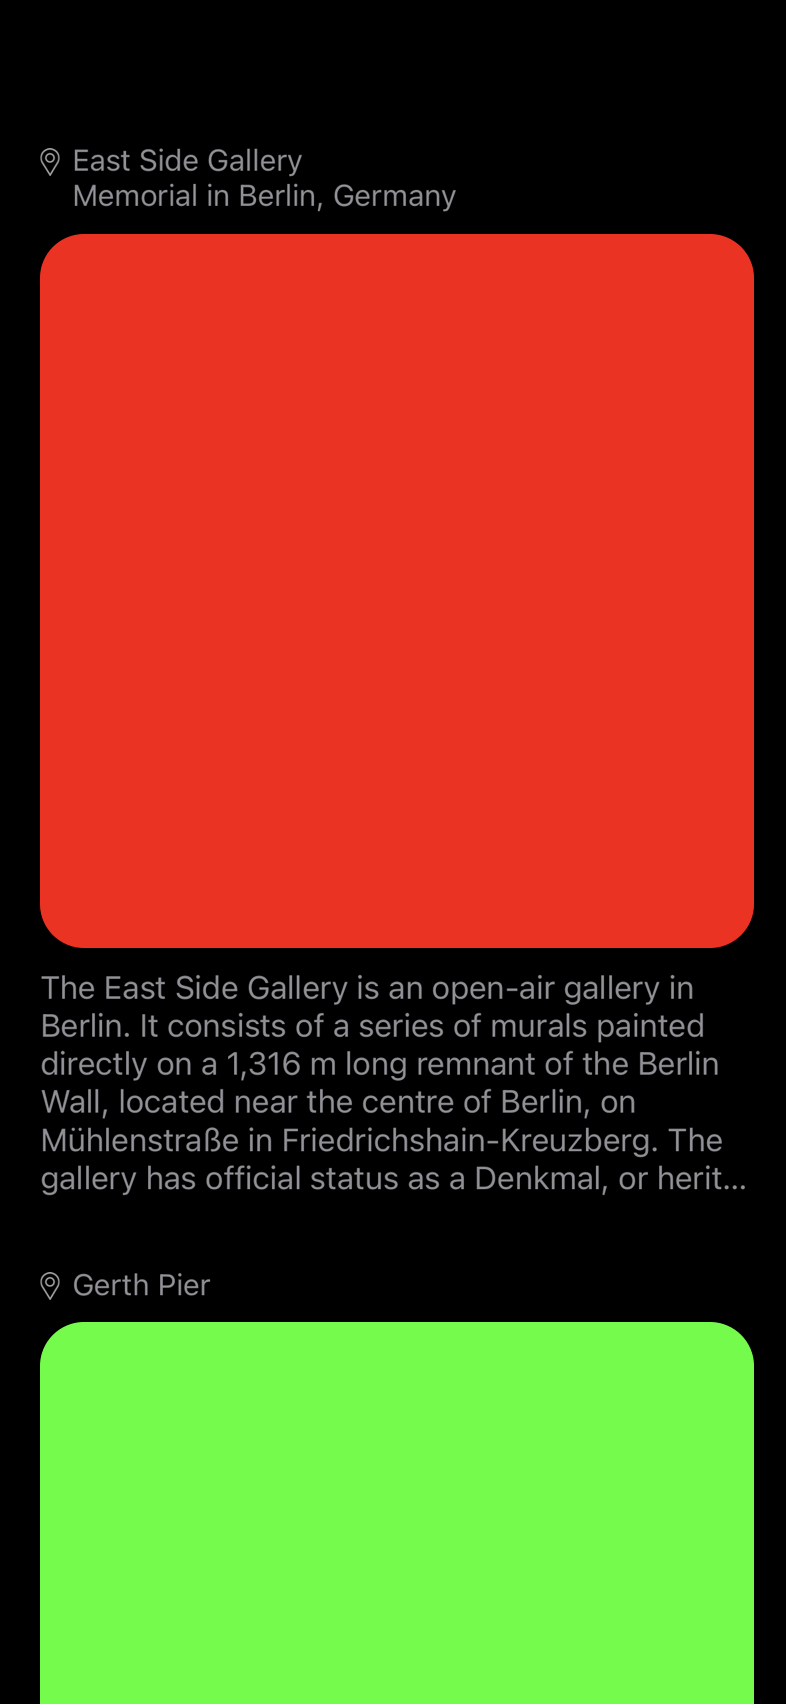 East Side Gallery
Memorial in Berlin, Germany
The East Side Gallery is an open-air gallery in
Berlin. It consists of a series of murals painted
directly on a 1,316 m long remnant of the Berlin
Wall, located near the centre of Berlin, on
Mühlenstraße in Friedrichshain-Kreuzberg. The
gallery has official status as a Denkmal, or herit...
Gerth Pier